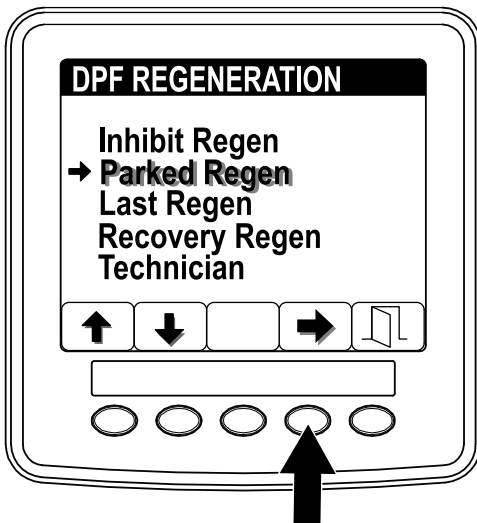 DPF REGENERATION
Inhibit Regen
Parked Regen
Last Regen
Recovery Regen
Technician